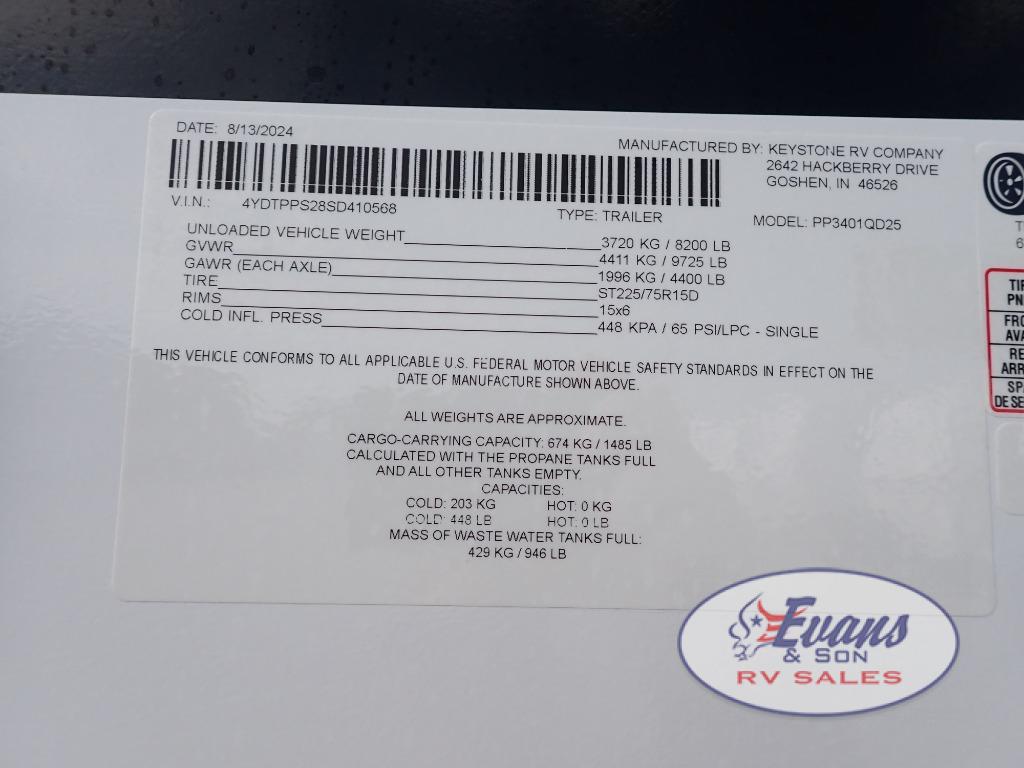 DATE: 8/13/2024
MANUFACTURED BY: KEYSTONE RV COMPANY
2642 HACKBERRY DRIVE
GOSHEN, IN 46526
V.I.N.: 4YDTPPS28SD410568
TYPE: TRAILER
MODEL: PP3401QD25
UNLOADED VEHICLE WEIGHT 3720 KG / 8200 LB
GVWR 4411 KG / 9725 LB
GAWR (EACH AXLE) 1996 KG / 4400 LB
TIRE ST225/75R15D
RIMS 15x6
COLD INFL. PRESS 448 KPA / 65 PSI/LPC - SINGLE
THIS VEHICLE CONFORMS TO ALL APPLICABLE U.S. FEDERAL MOTOR VEHICLE SAFETY STANDARDS IN EFFECT ON THE
DATE OF MANUFACTURE SHOWN ABOVE.
ALL WEIGHTS ARE APPROXIMATE.
CARGO-CARRYING CAPACITY: 674 KG / 1485 LB
CALCULATED WITH THE PROPANE TANKS FULL
AND ALL OTHER TANKS EMPTY.
CAPACITIES:
COLD: 203 KG HOT: 0 KG
COLD: 448 LB HOT: 0 LB
MASS OF WASTE WATER TANKS FULL:
429 KG / 946 LB
Evans
& SON
RV SALES